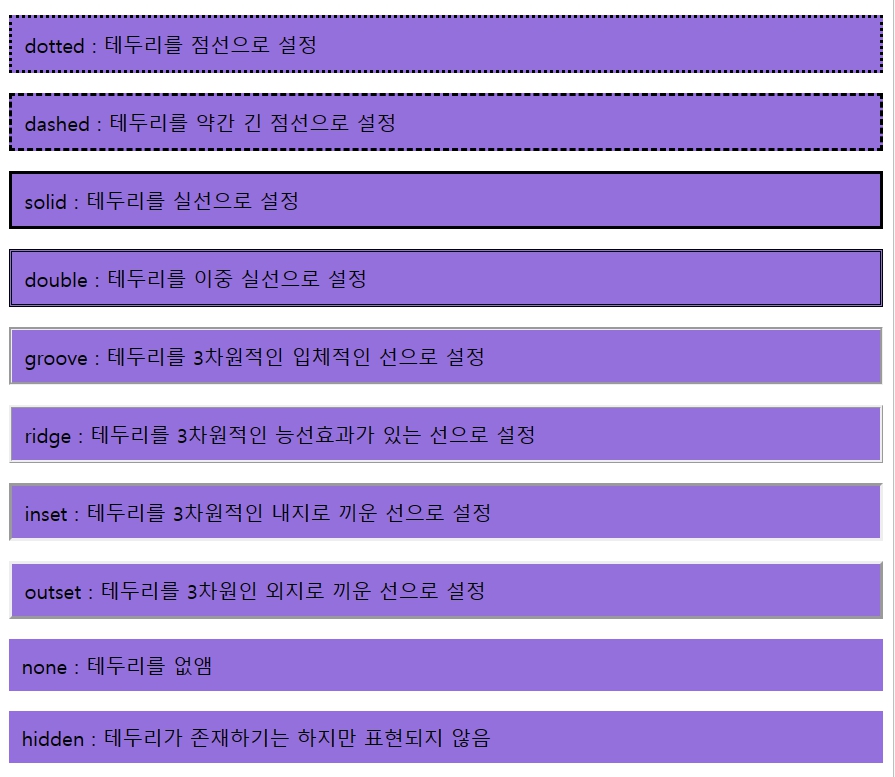 dotted : 테두리를 점선으로 설정
dashed : 테두리를 약간 긴 점선으로 설정
solid : 테두리를 실선으로 설정
double : 테두리를 이중 실선으로 설정
groove : 테두리를 3차원적인 입체적인 선으로 설정
ridge : 테두리를 3차원적인 능선효과가 있는 선으로 설정
inset : 테두리를 3차원적인 내지로 끼운 선으로 설정
outset : 테두리를 3차원인 외지로 끼운 선으로 설정
none : 테두리를 없앰
hidden : 테두리가 존재하기는 하지만 표현되지 않음